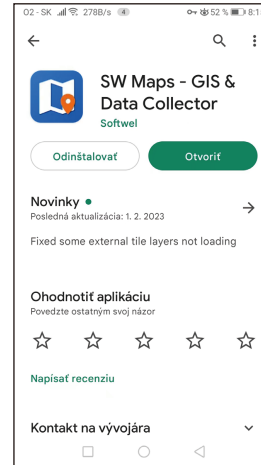 O2 - SK 278B/s 4 52 % 8:1
SW Maps - GIS &
Data Collector
Softwel
Odinštalovať Otvoriť
Novinky
Posledná aktualizácia: 1. 2. 2023
Fixed some external tile layers not loading
Ohodnotiť aplikáciu
Povedzte ostatným svoj názor
Napísať recenziu
Kontakt na vývojára